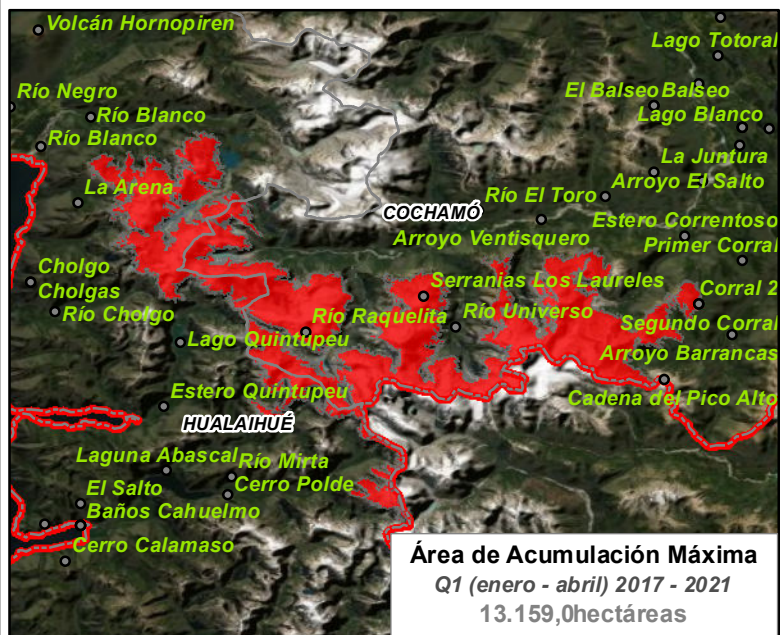 Volcán Hornopiren
Lago Totoral
Río Negro
El Balseo
Balseo
Río Blanco
Lago Blanco
Río Blanco
La Juntura
La Arena
Arroyo El Salto
Río El Toro
COCHAMÓ
Estero Correntoso
Arroyo Ventisquero
Primer Corral
Cholgo
Serranias Los Laureles
Cholgas
Corral 2
Río Cholgo
Río Raquelita
Río Universo
Segundo Corral
Lago Quintupeu
Arroyo Barrancas
Estero Quintupeu
Cadena del Pico Alto
HUALAIHUÉ
Laguna Abascal
Río Mirta
Cerro Polde
El Salto
Baños Cahuelmo
Cerro Calamaso
Área de Acumulación Máxima
Q1 (enero - abril) 2017 - 2021
13.159,0hectáreas